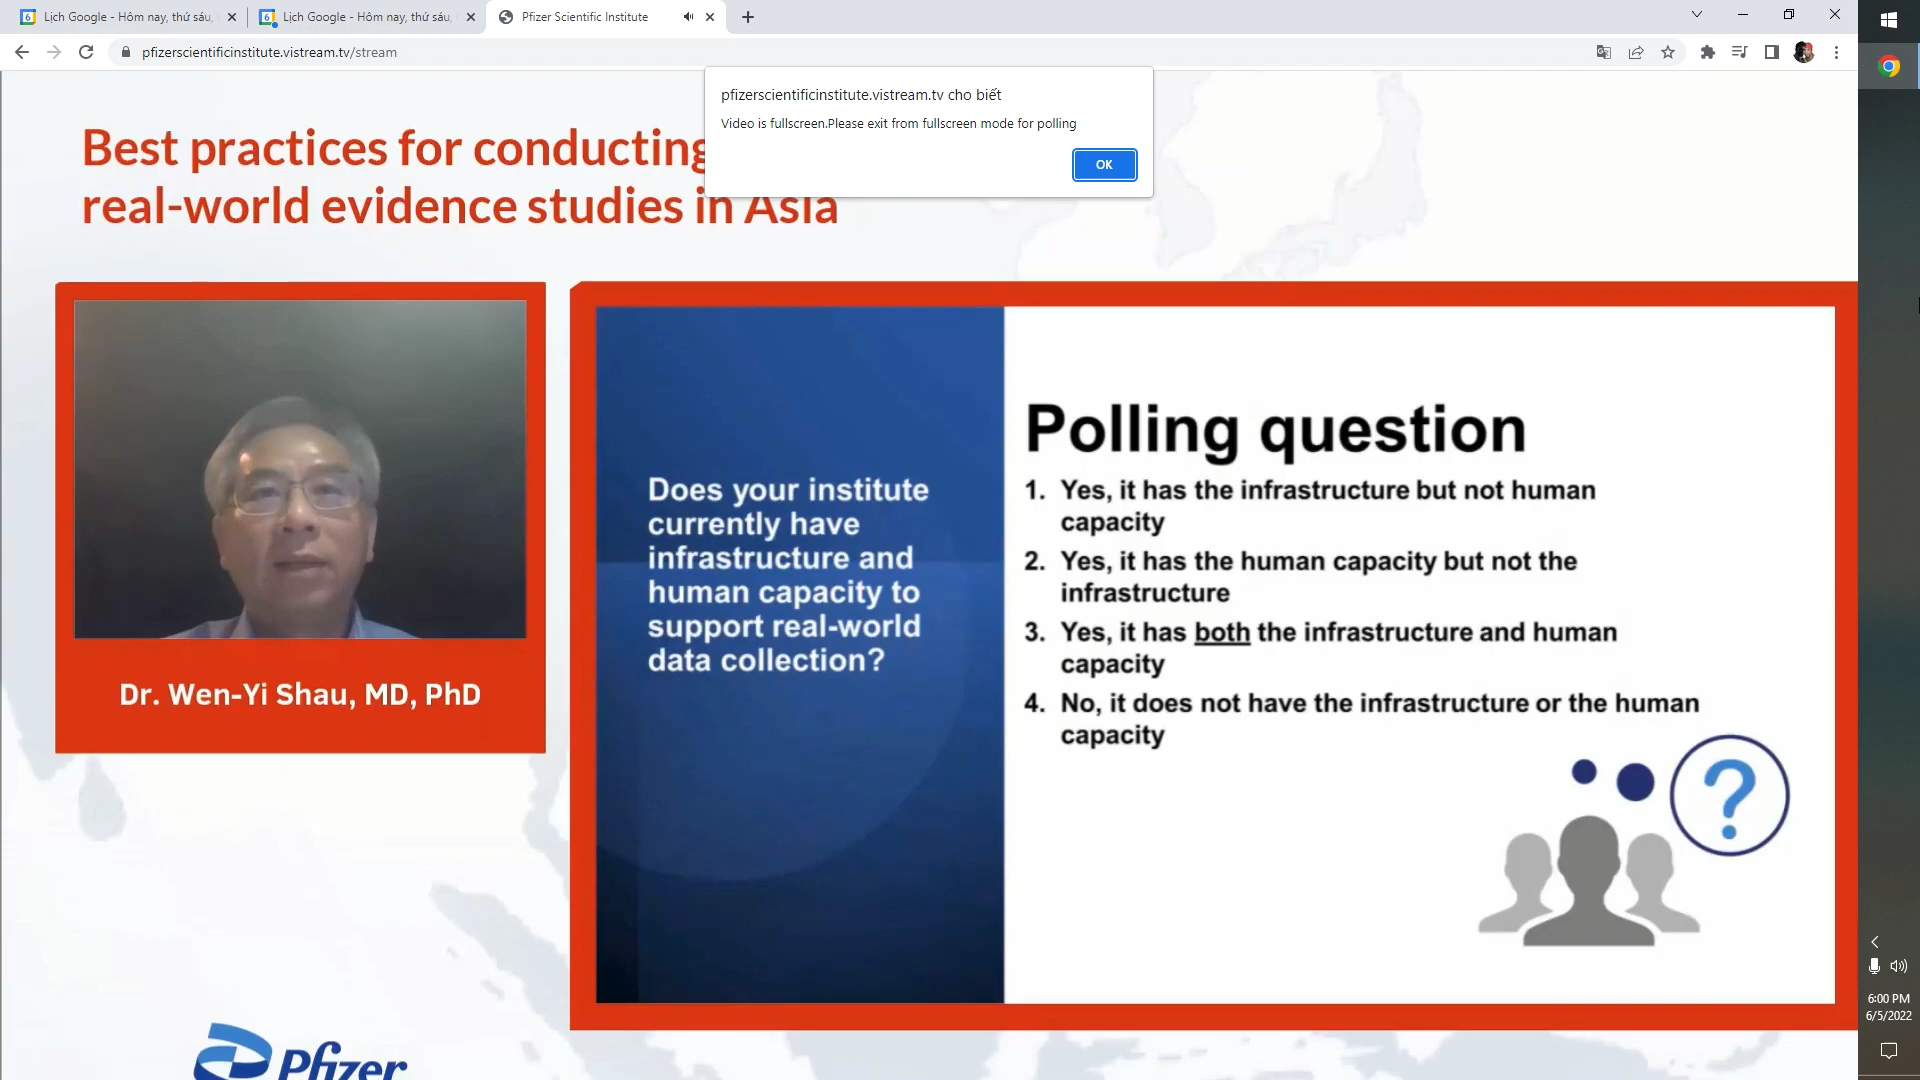 Lịch Google - Hôm nay, thứ sáu,
Lịch Google - Hôm nay, thứ sáu,
Pfizer Scientific Institute
pfizerscientificinstitute.vistream.tv/stream
pfizerscientificinstitute.vistream.tv cho biết
Video is fullscreen.Please exit from fullscreen mode for polling
OK
Best practices for conducting
real-world evidence studies in Asia
Dr. Wen-Yi Shau, MD, PhD
Does your institute
currently have
infrastructure and
human capacity to
support real-world
data collection?
Polling question
1. Yes, it has the infrastructure but not human
capacity
2. Yes, it has the human capacity but not the
infrastructure
3. Yes, it has both the infrastructure and human
capacity
4. No, it does not have the infrastructure or the human
capacity
?
Pfizer
6:00 PM
6/5/2022